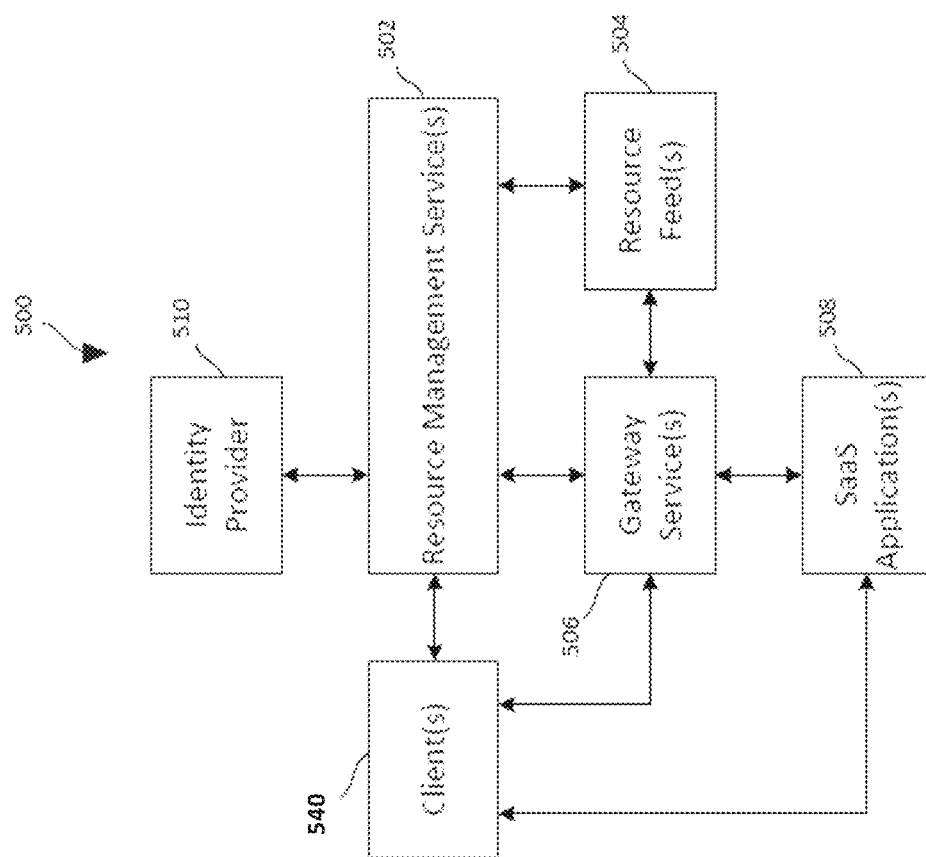 500
510
Identity
Provider
502
Resource Management Service(s)
540
Client(s)
504
Resource
Feed(s)
506
Gateway
Service(s)
508
SaaS
Application(s)